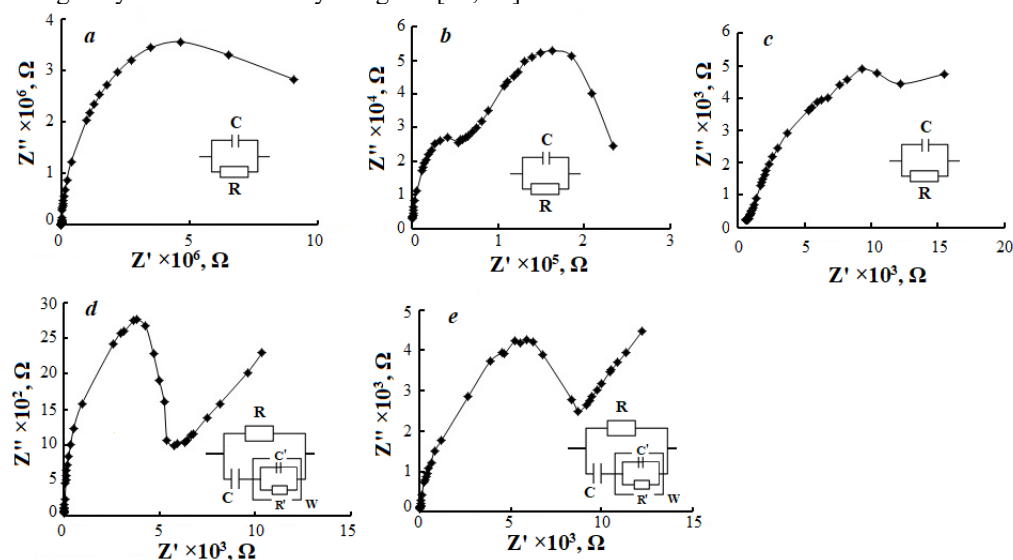 a
Z'' ×10⁶, Ω
4
3
2
1
0
0 5 10
Z' ×10⁶, Ω
C
R
b
Z'' ×10⁴, Ω
6
5
4
3
2
1
0
0 1 2 3
Z' ×10⁵, Ω
C
R
c
Z'' ×10³, Ω
6
5
4
3
2
1
0
0 5 10 15 20
Z' ×10³, Ω
C
R
d
Z'' ×10², Ω
30
25
20
15
10
5
0
0 5 10 15
Z' ×10³, Ω
R
C
C'
R'
W
e
Z'' ×10³, Ω
5
4
3
2
1
0
0 5 10 15
Z' ×10³, Ω
R
C
C'
R'
W